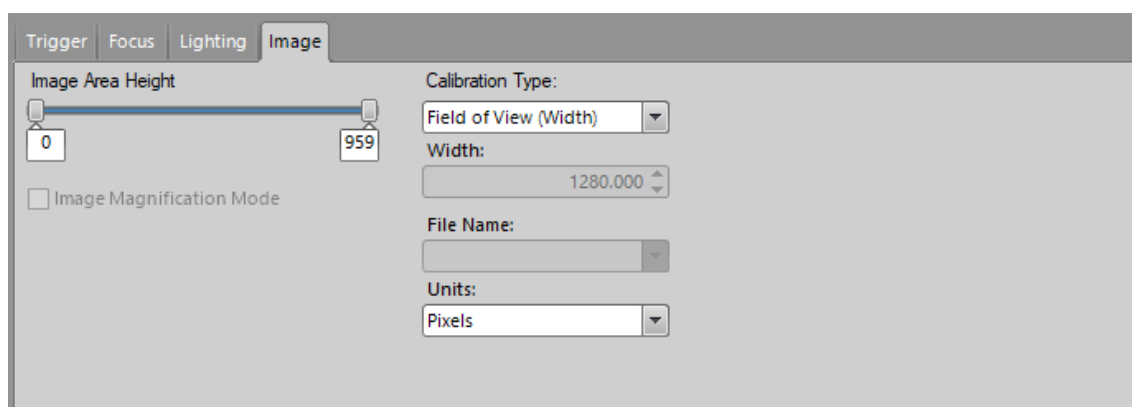 Trigger Focus Lighting Image
Image Area Height
0 959
Image Magnification Mode
Calibration Type:
Field of View (Width)
Width:
1280.000
File Name:
Units:
Pixels